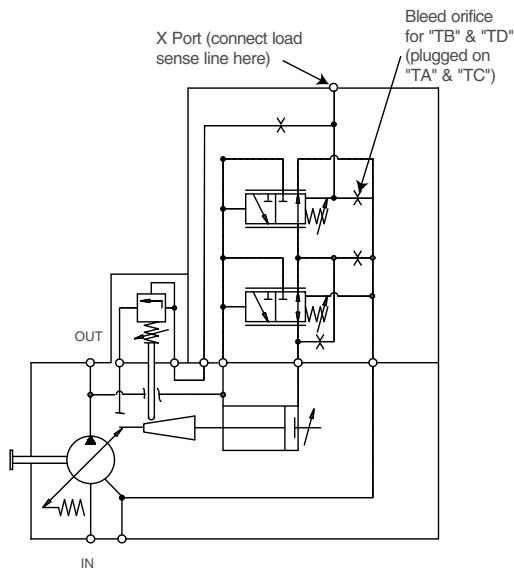 Bleed orifice
for "TB" & "TD"
(plugged on
"TA" & "TC")
X Port (connect load
sense line here)
OUT
IN